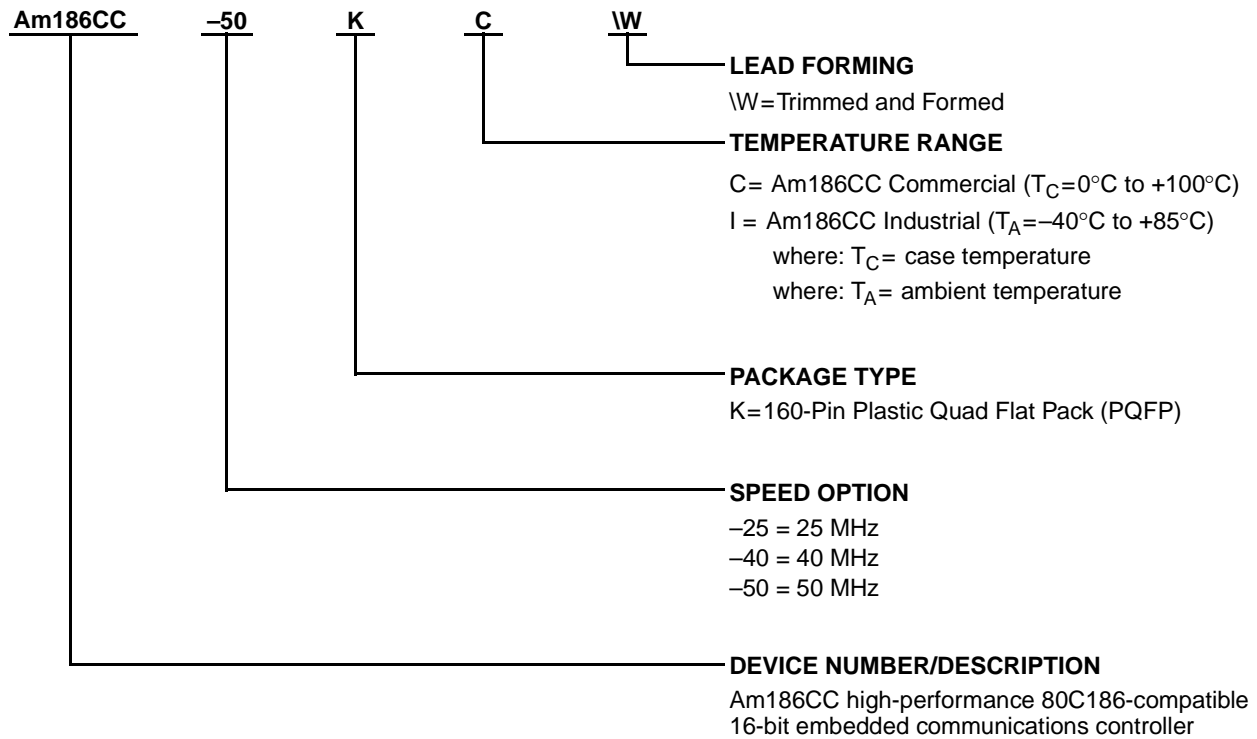 Am186CC –50 K C \W
LEAD FORMING
\W=Trimmed and Formed
TEMPERATURE RANGE
C= Am186CC Commercial (TC=0°C to +100°C)
I = Am186CC Industrial (TA=–40°C to +85°C)
where: TC= case temperature
where: TA= ambient temperature
PACKAGE TYPE
K=160-Pin Plastic Quad Flat Pack (PQFP)
SPEED OPTION
–25 = 25 MHz
–40 = 40 MHz
–50 = 50 MHz
DEVICE NUMBER/DESCRIPTION
Am186CC high-performance 80C186-compatible
16-bit embedded communications controller